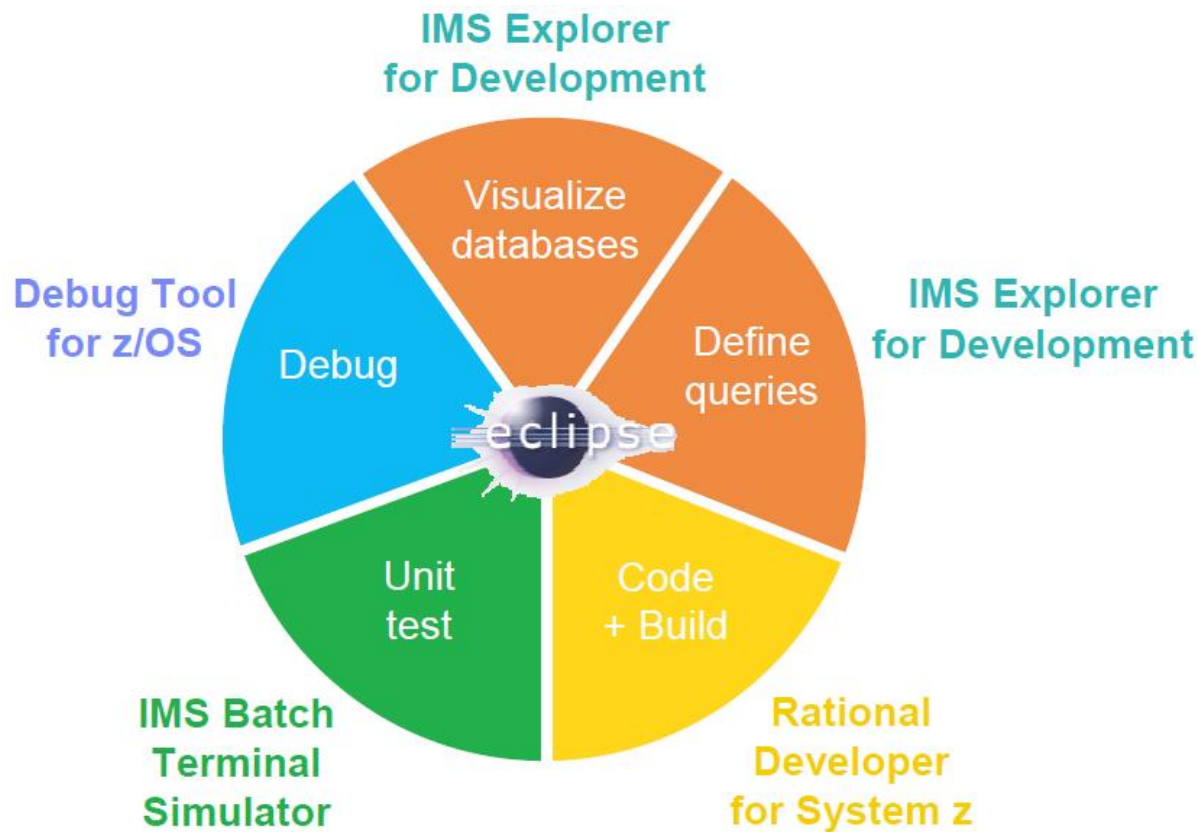 IMS Explorer
for Development
Visualize
databases
Debug Tool
for z/OS
Debug
IMS Explorer
for Development
Define
queries
eclipse
Unit
test
Code
+ Build
IMS Batch
Terminal
Simulator
Rational
Developer
for System z